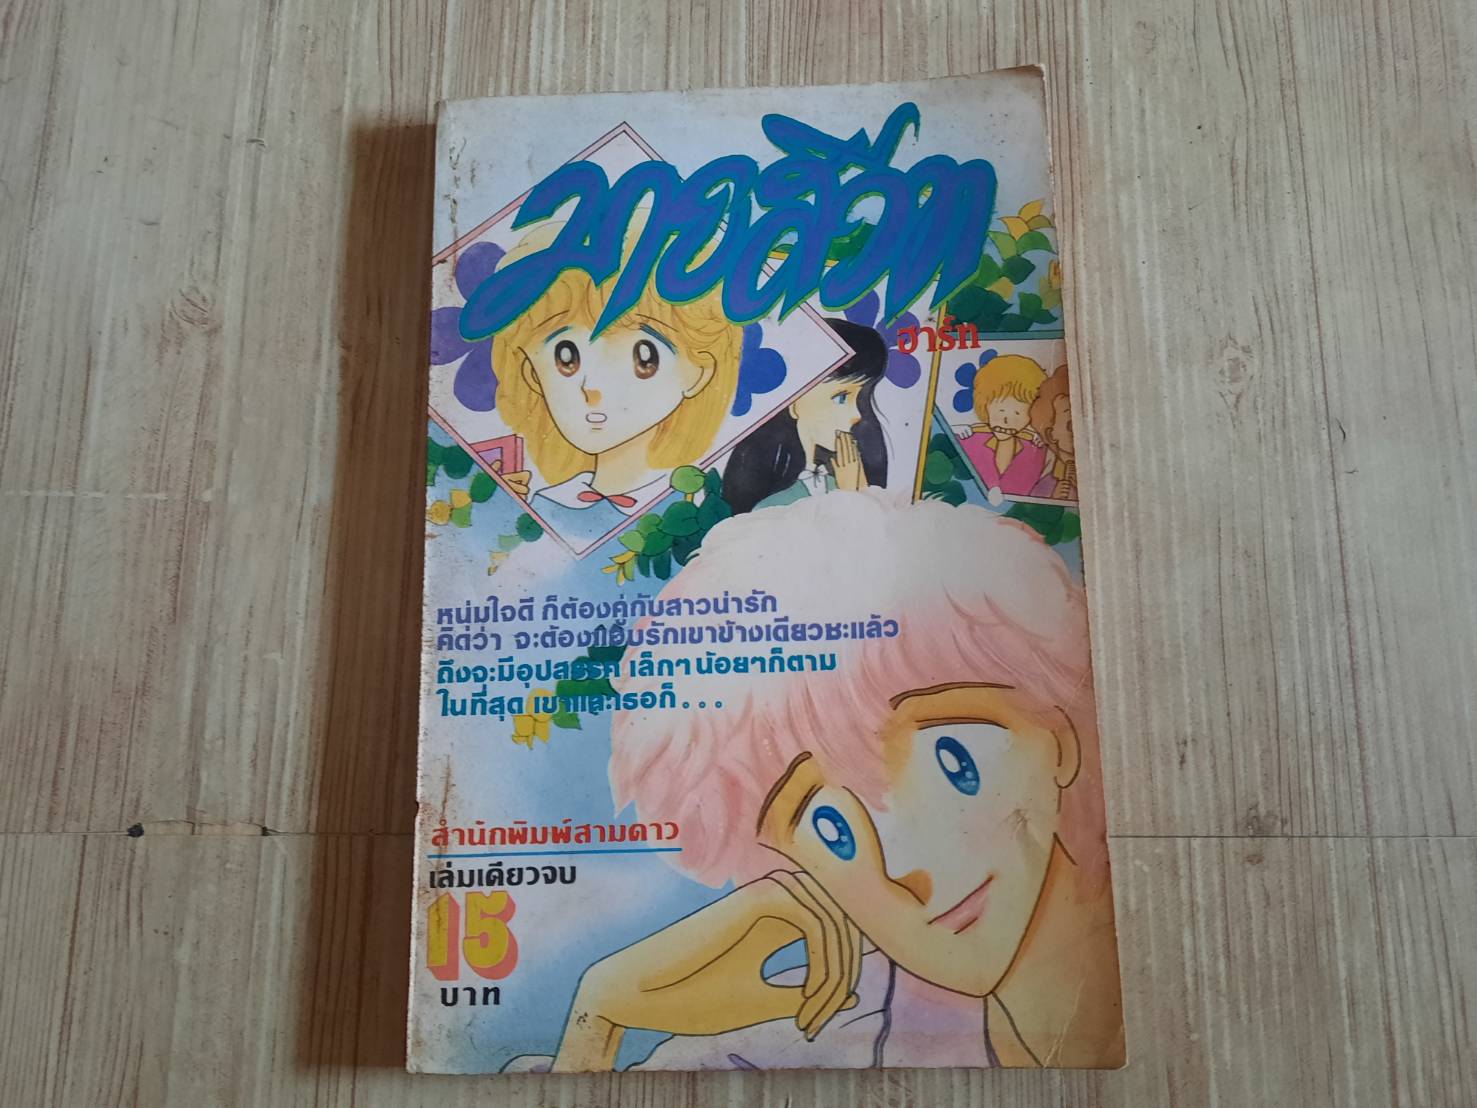 มายสวีท
ฮาร์ท
หนุ่มใจดี ก็ต้องคู่กับสาวน่ารัก
คิดว่า จะต้องแอบรักเขาข้างเดียวซะแล้ว
ถึงจะมีอุปสรรค เล็กๆ น้อยๆก็ตาม
ในที่สุด เขาและเธอก็...
สำนักพิมพ์สามดาว
เล่มเดียวจบ
15
บาท